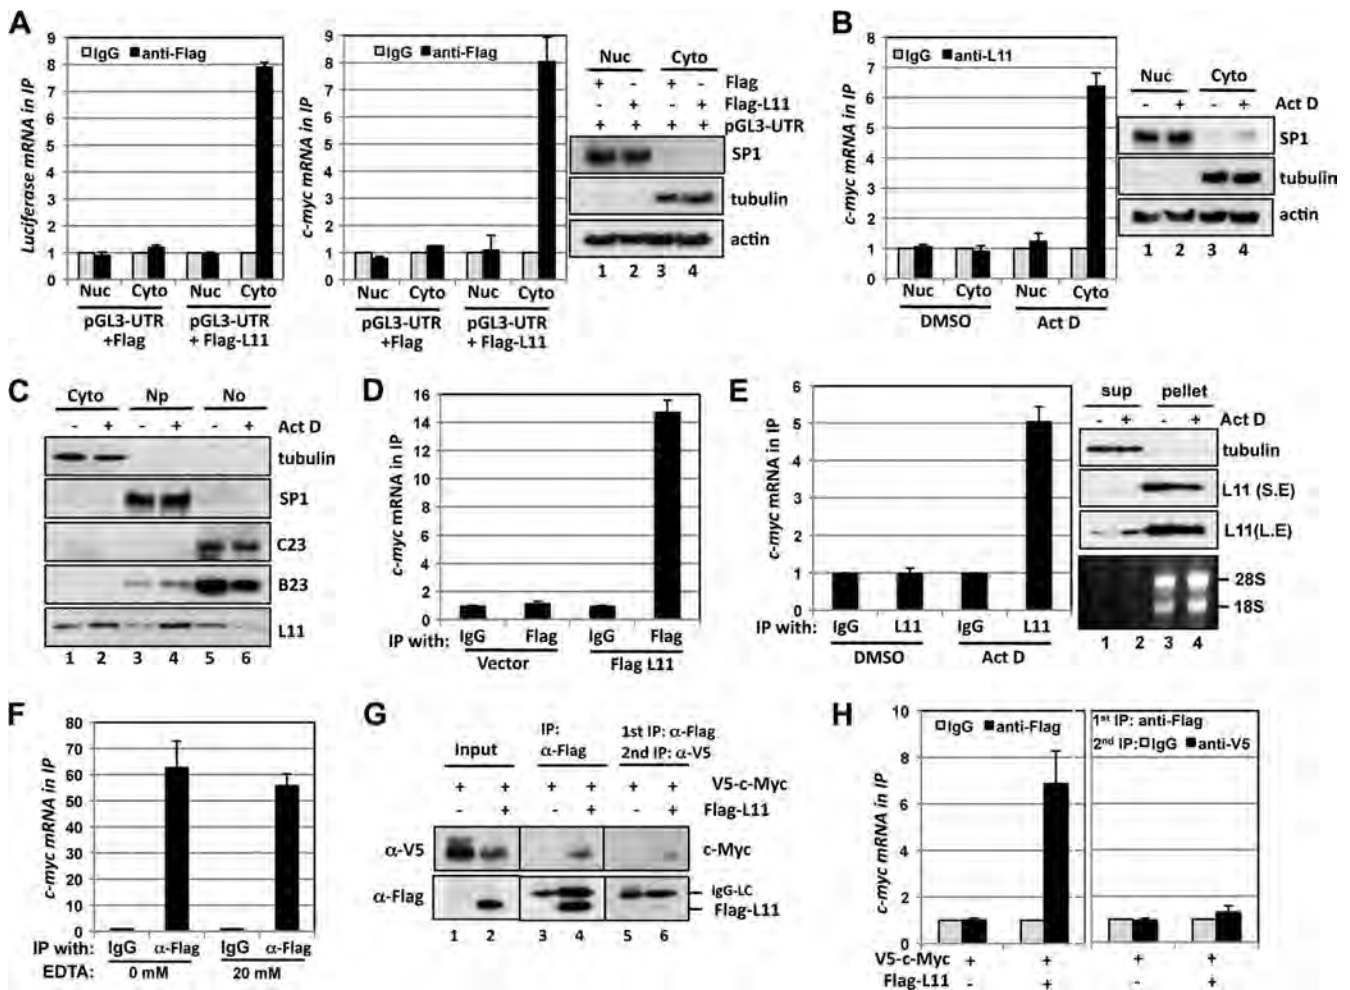 A
Luciferase mRNA in IP
9
8
7
6
5
4
3
2
1
0
IgG anti-Flag
Nuc Cyto Nuc Cyto
pGL3-UTR pGL3-UTR
+Flag + Flag-L11
c-myc mRNA in IP
9
8
7
6
5
4
3
2
1
0
IgG anti-Flag
Nuc Cyto Nuc Cyto
pGL3-UTR pGL3-UTR
+Flag + Flag-L11
Nuc Cyto
+ - + - Flag
- + - + Flag-L11
+ + + + pGL3-UTR
SP1
tubulin
actin
1 2 3 4
B
c-myc mRNA in IP
8
7
6
5
4
3
2
1
0
IgG anti-L11
Nuc Cyto Nuc Cyto
DMSO Act D
Nuc Cyto
- + - + Act D
SP1
tubulin
actin
1 2 3 4
C
Cyto Np No
- + - + - + Act D
tubulin
SP1
C23
B23
L11
1 2 3 4 5 6
D
c-myc mRNA in IP
16
14
12
10
8
6
4
2
0
IP with: IgG Flag IgG Flag
Vector Flag L11
E
c-myc mRNA in IP
6
5
4
3
2
1
0
IP with: IgG L11 IgG L11
DMSO Act D
sup pellet
- + - + Act D
tubulin
L11 (S.E)
L11(L.E)
28S
18S
1 2 3 4
F
c-myc mRNA in IP
80
70
60
50
40
30
20
10
0
IP with: IgG α-Flag IgG α-Flag
EDTA: 0 mM 20 mM
G
input
IP:
α-Flag
1st IP: α-Flag
2nd IP: α-V5
+ + + + + + V5-c-Myc
- + - + - + Flag-L11
α-V5 c-Myc
α-Flag
IgG-LC
Flag-L11
1 2 3 4 5 6
H
c-myc mRNA in IP
10
8
6
4
2
0
IgG anti-Flag
1st IP: anti-Flag
2nd IP: IgG anti-V5
V5-c-Myc + + + +
Flag-L11 - + - +